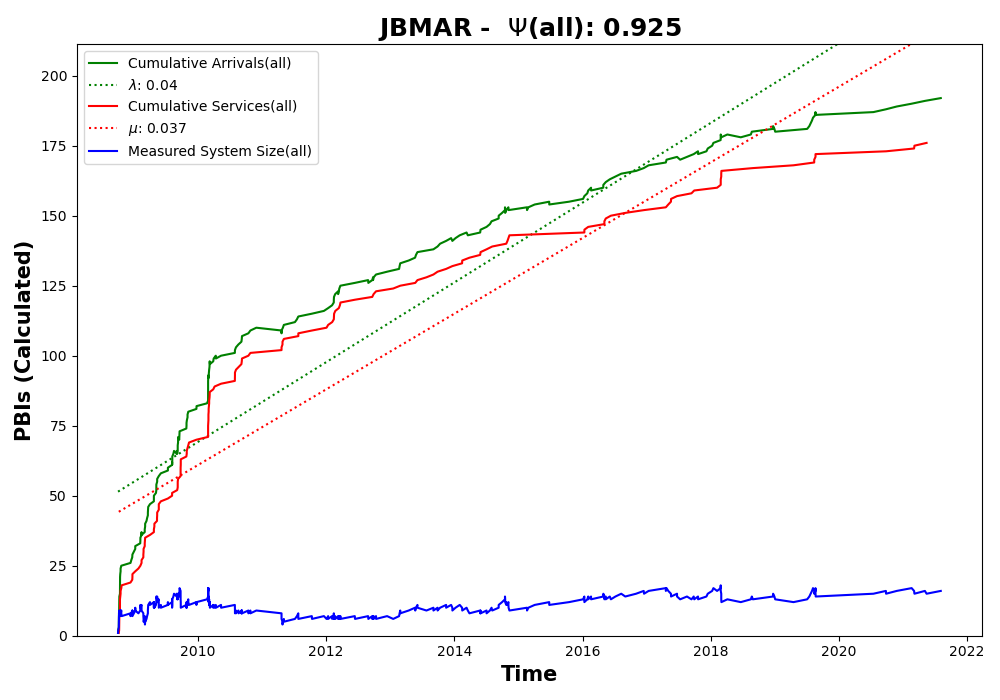 JBMAR - Ψ(all): 0.925
Cumulative Arrivals(all)
λ: 0.04
Cumulative Services(all)
μ: 0.037
Measured System Size(all)
PBIs (Calculated)
200
175
150
125
100
75
50
25
0
2010 2012 2014 2016 2018 2020 2022
Time